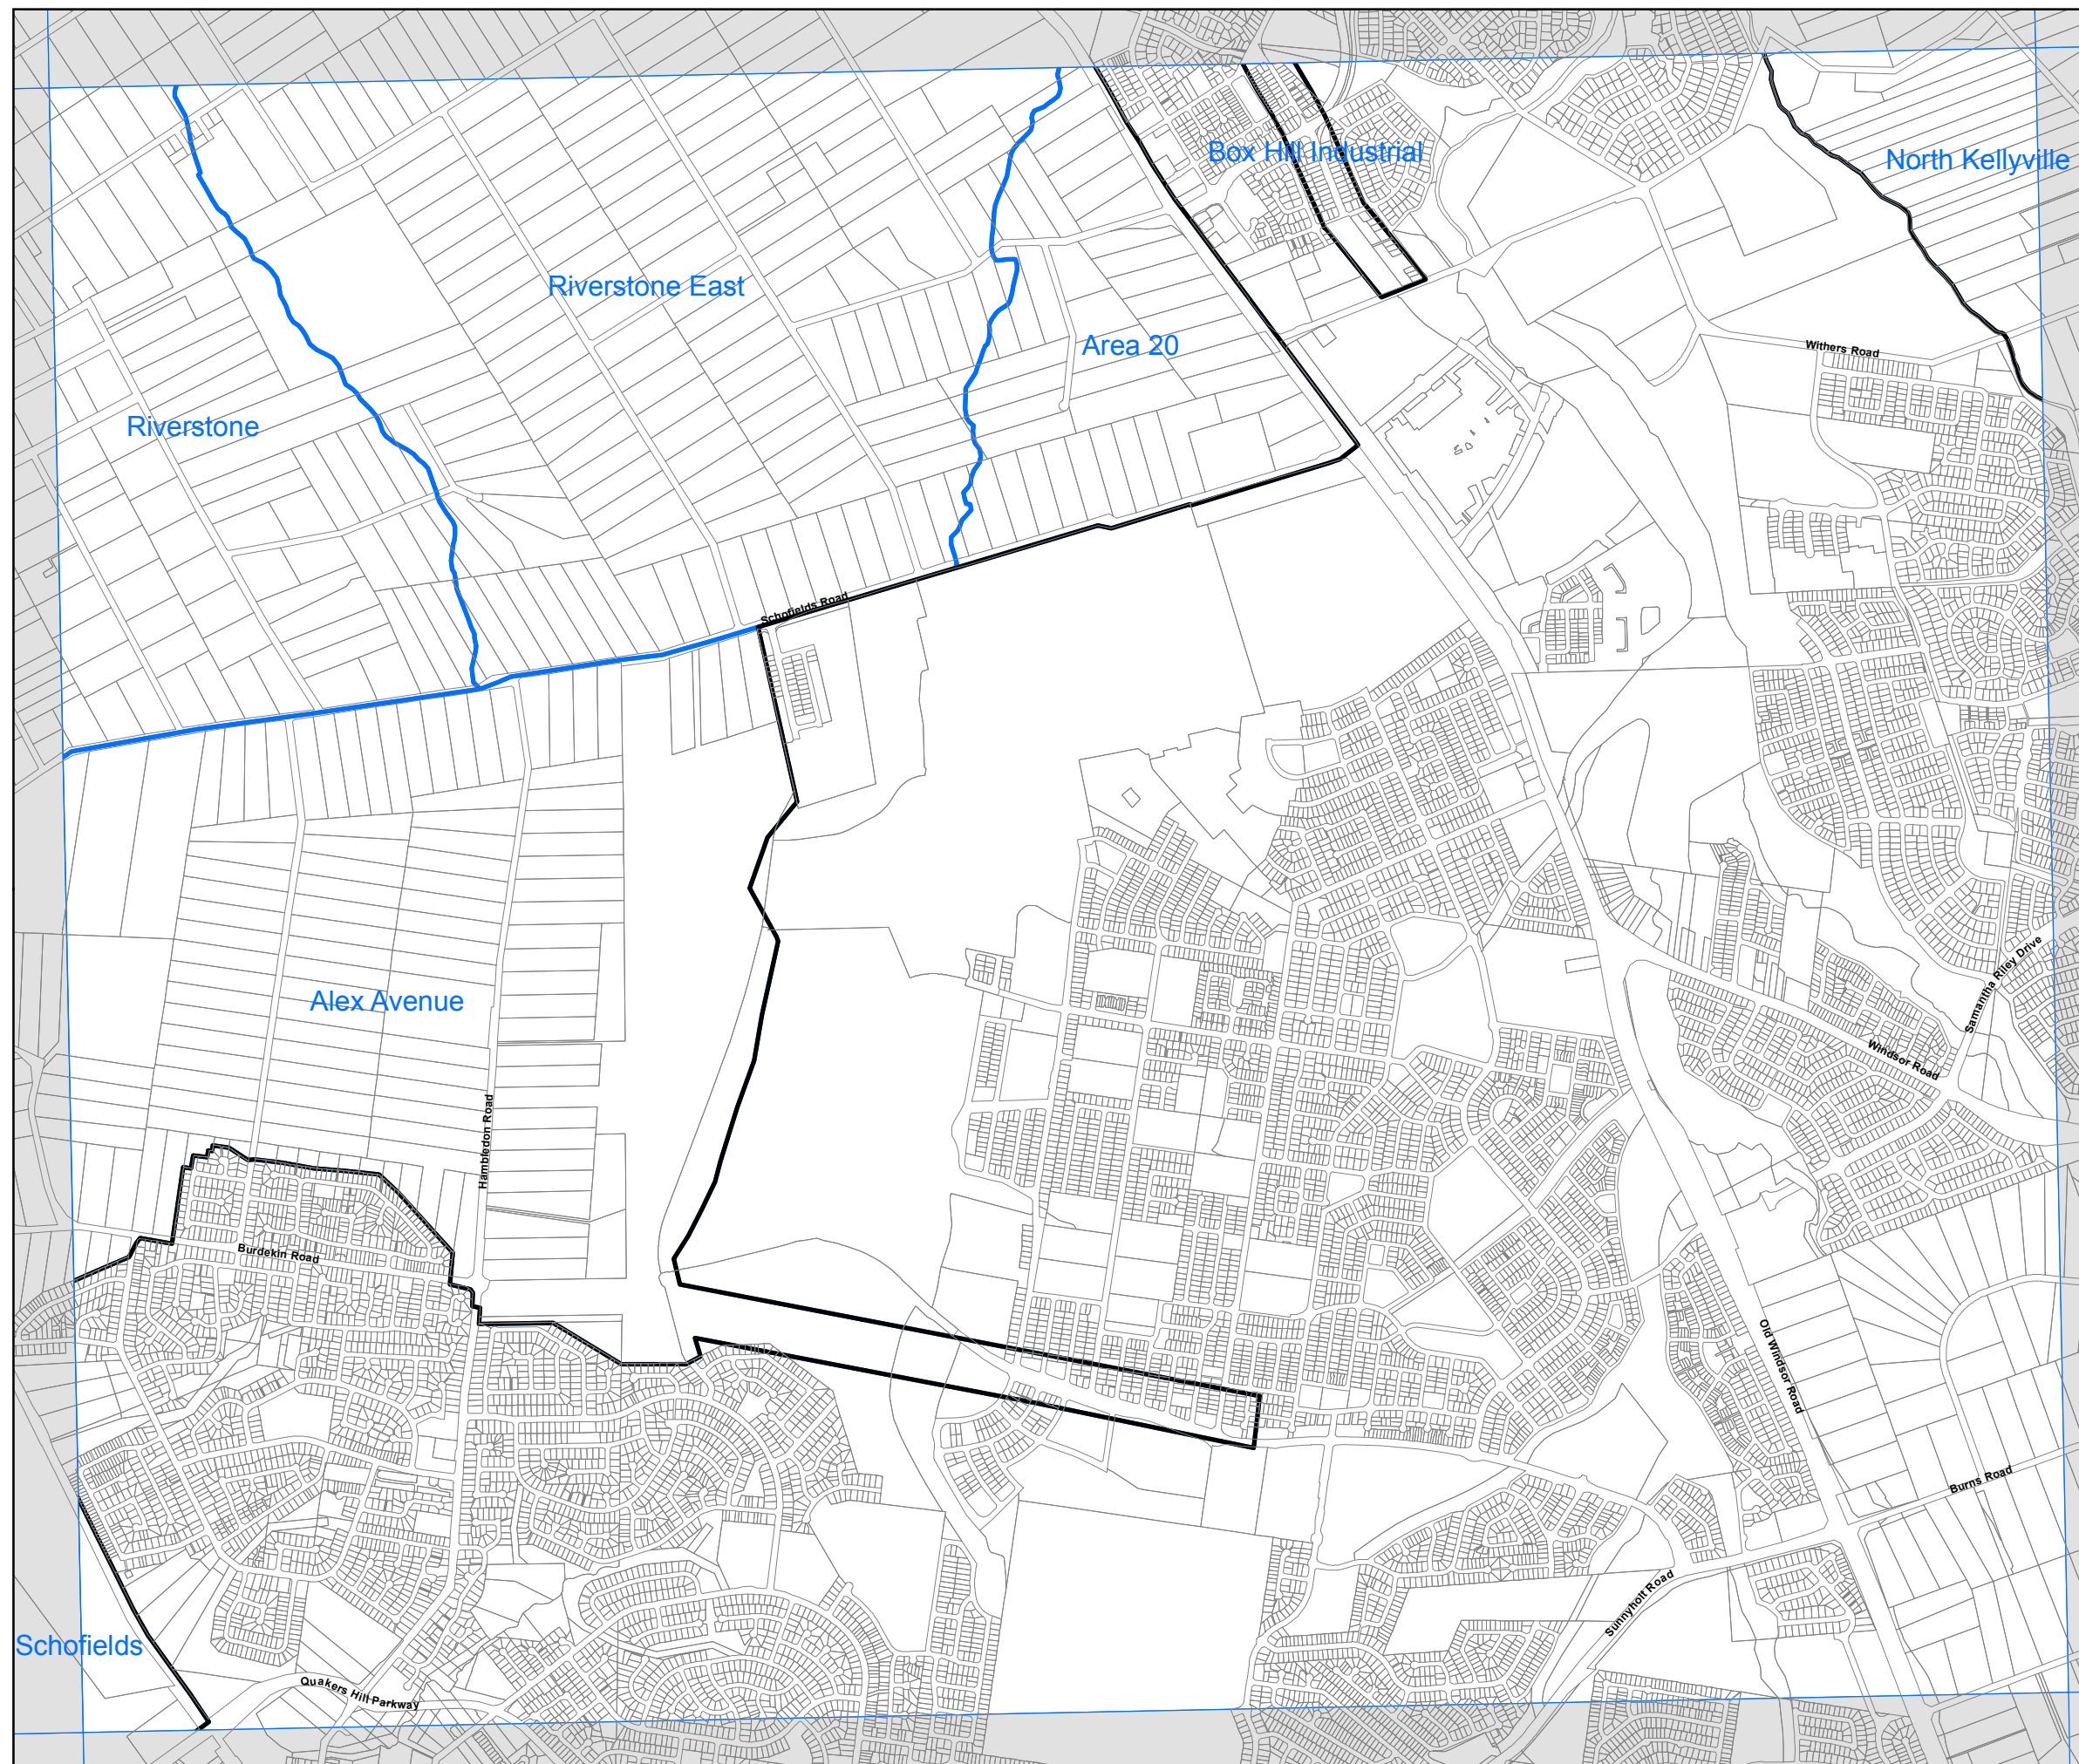 Box Hill Industrial
North Kellyville
Riverstone East
Area 20
Withers Road
Riverstone
Schofields Road
Samantha Riley Drive
Alex Avenue
Windsor Road
Hambledon Road
Burdekin Road
Old Windsor Road
Burns Road
Sunnyholt Road
Schofields
Quakers Hill Parkway